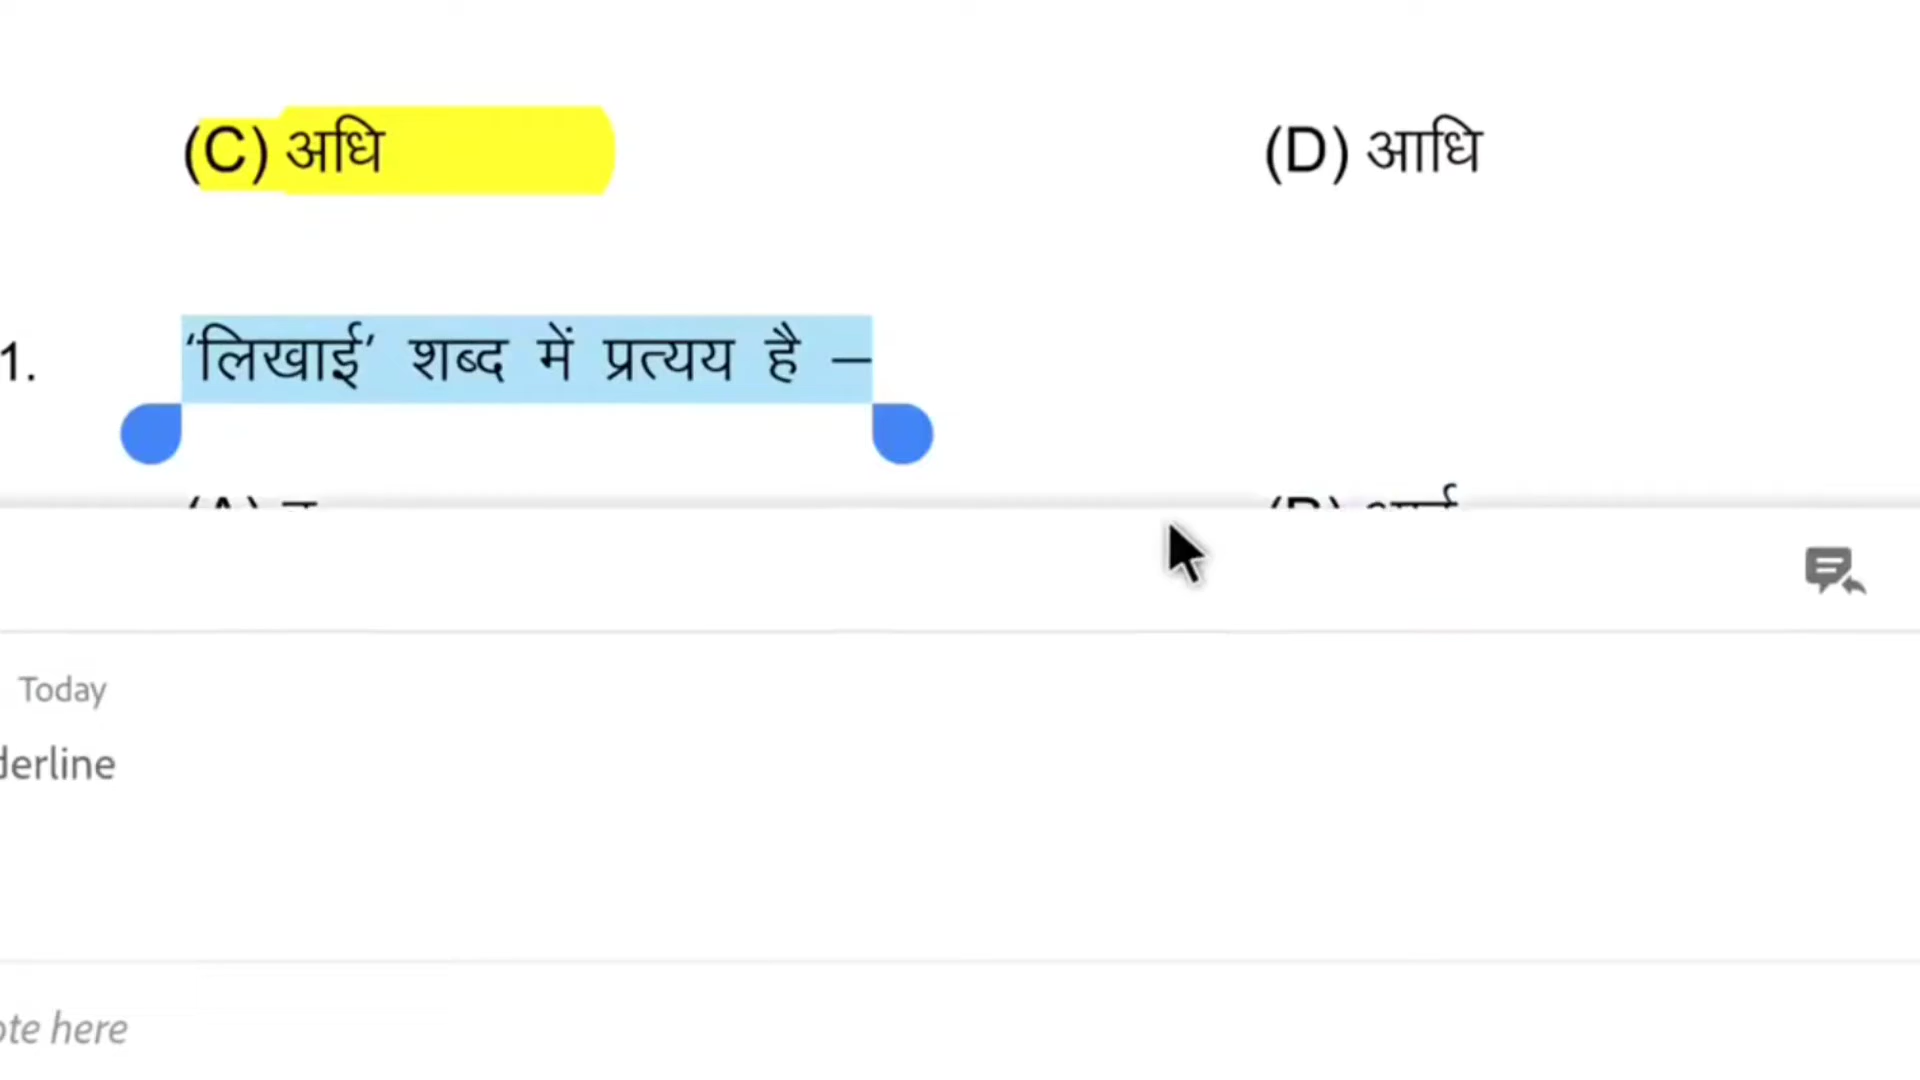 (C) अधि (D) आधि
1. ‘लिखाई’ शब्द में प्रत्यय है –
Today
derline
ote here